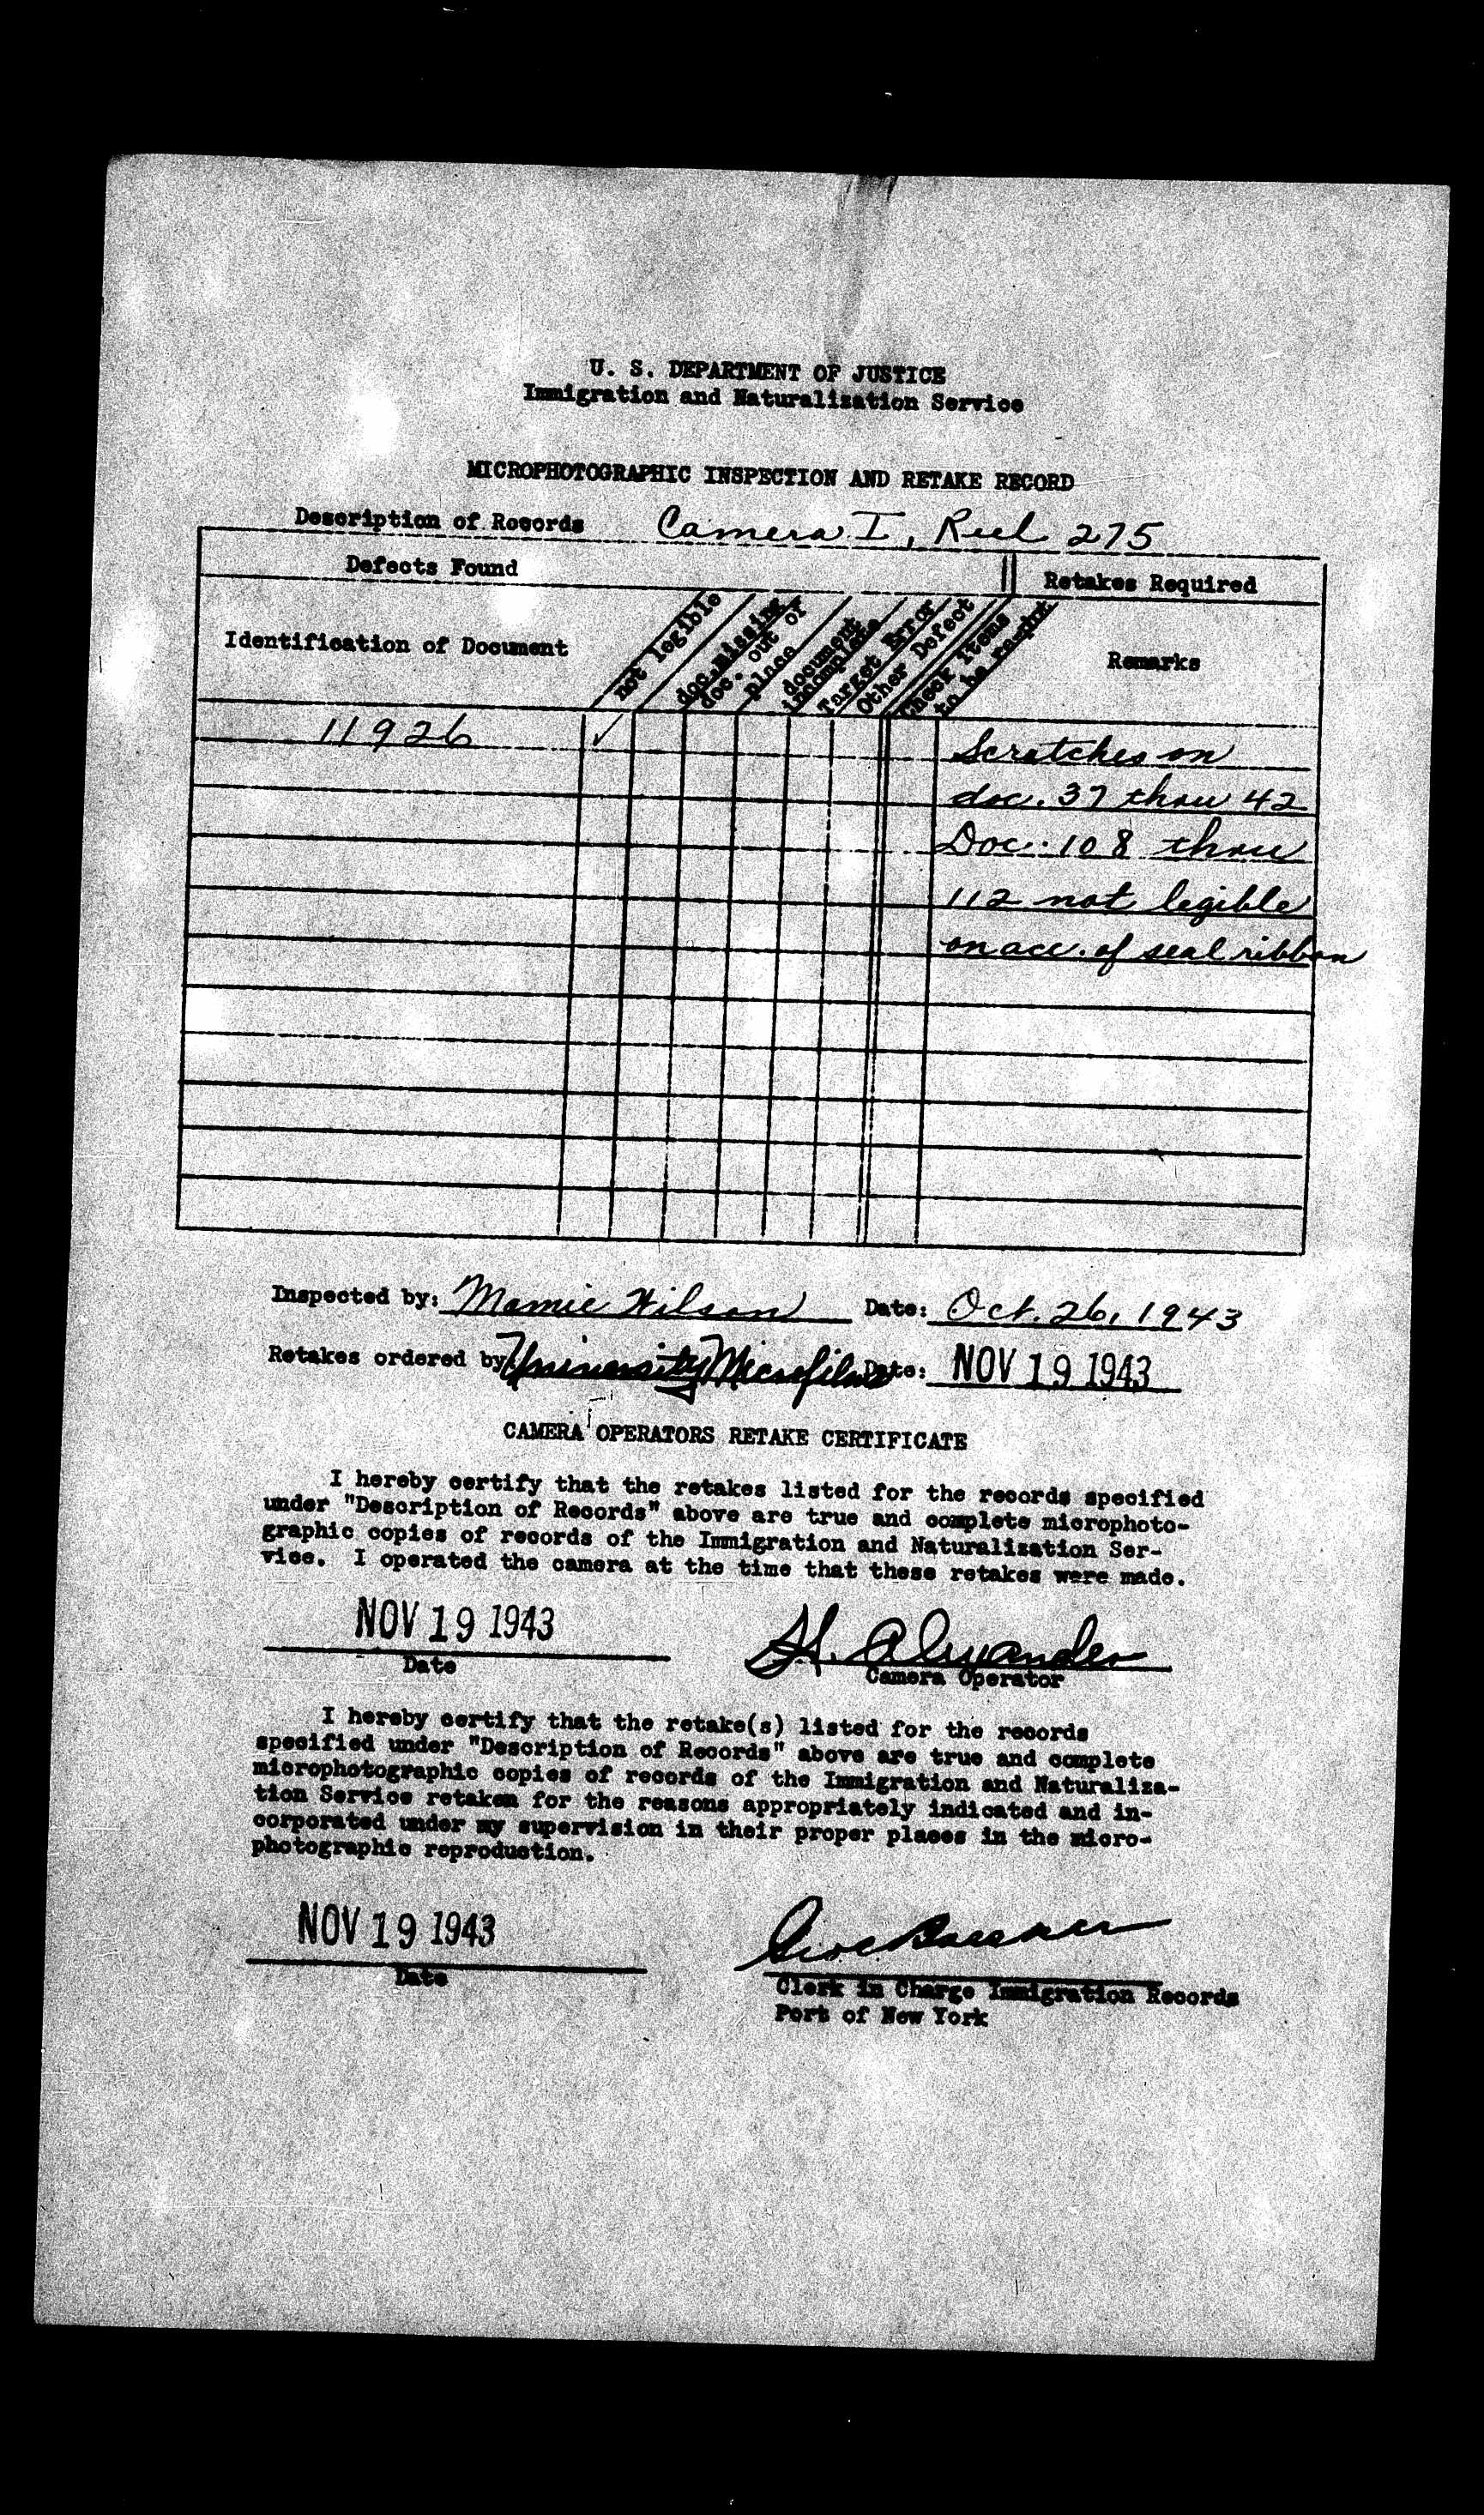 U. S. DEPARTMENT OF JUSTICE
Immigration and Naturalization Service
MICROPHOTOGRAPHIC INSPECTION AND RETAKE RECORD
Description of Records Camera I, Reel 275
Defects Found
Retakes Required
Identification of Document
not legible
doc. missing
doc. out of
place
document
incomplete
Target Error
Other Defect
Check Items
to be re-phot
Remarks
11926 ✓ Scratches on
doc. 37 thru 42
Doc. 108 thru
112 not legible
on acc. of seal ribbon
Inspected by: Mamie Wilson Date: Oct. 26, 1943
Retakes ordered by: University Microfilms Date: NOV 19 1943
CAMERA OPERATORS RETAKE CERTIFICATE
I hereby certify that the retakes listed for the records specified
under "Description of Records" above are true and complete microphoto-
graphic copies of records of the Immigration and Naturalization Ser-
vice. I operated the camera at the time that these retakes were made.
NOV 19 1943
Date
H. Alexander
Camera Operator
I hereby certify that the retake(s) listed for the records
specified under "Description of Records" above are true and complete
microphotographic copies of records of the Immigration and Naturaliza-
tion Service retaken for the reasons appropriately indicated and in-
corporated under my supervision in their proper places in the micro-
photographic reproduction.
NOV 19 1943
Date
Clerk in Charge Immigration Records
Port of New York